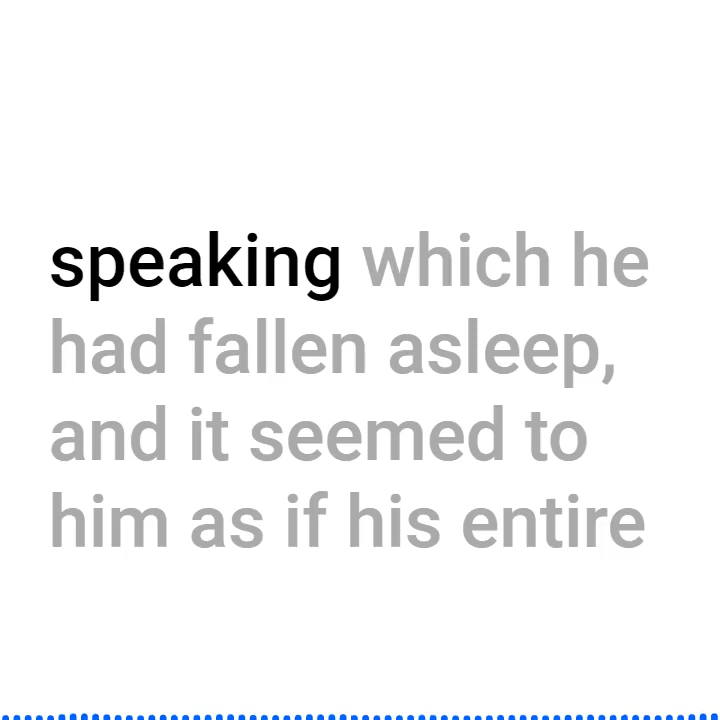 speaking which he
had fallen asleep,
and it seemed to
him as if his entire